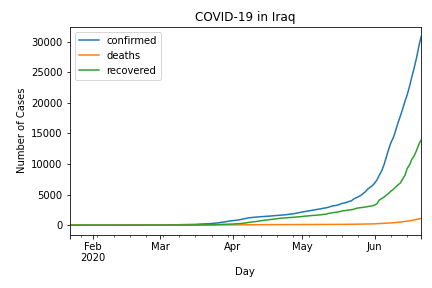 COVID-19 in Iraq
confirmed
deaths
recovered
Number of Cases
30000
25000
20000
15000
10000
5000
0
Feb Mar Apr May Jun
2020
Day